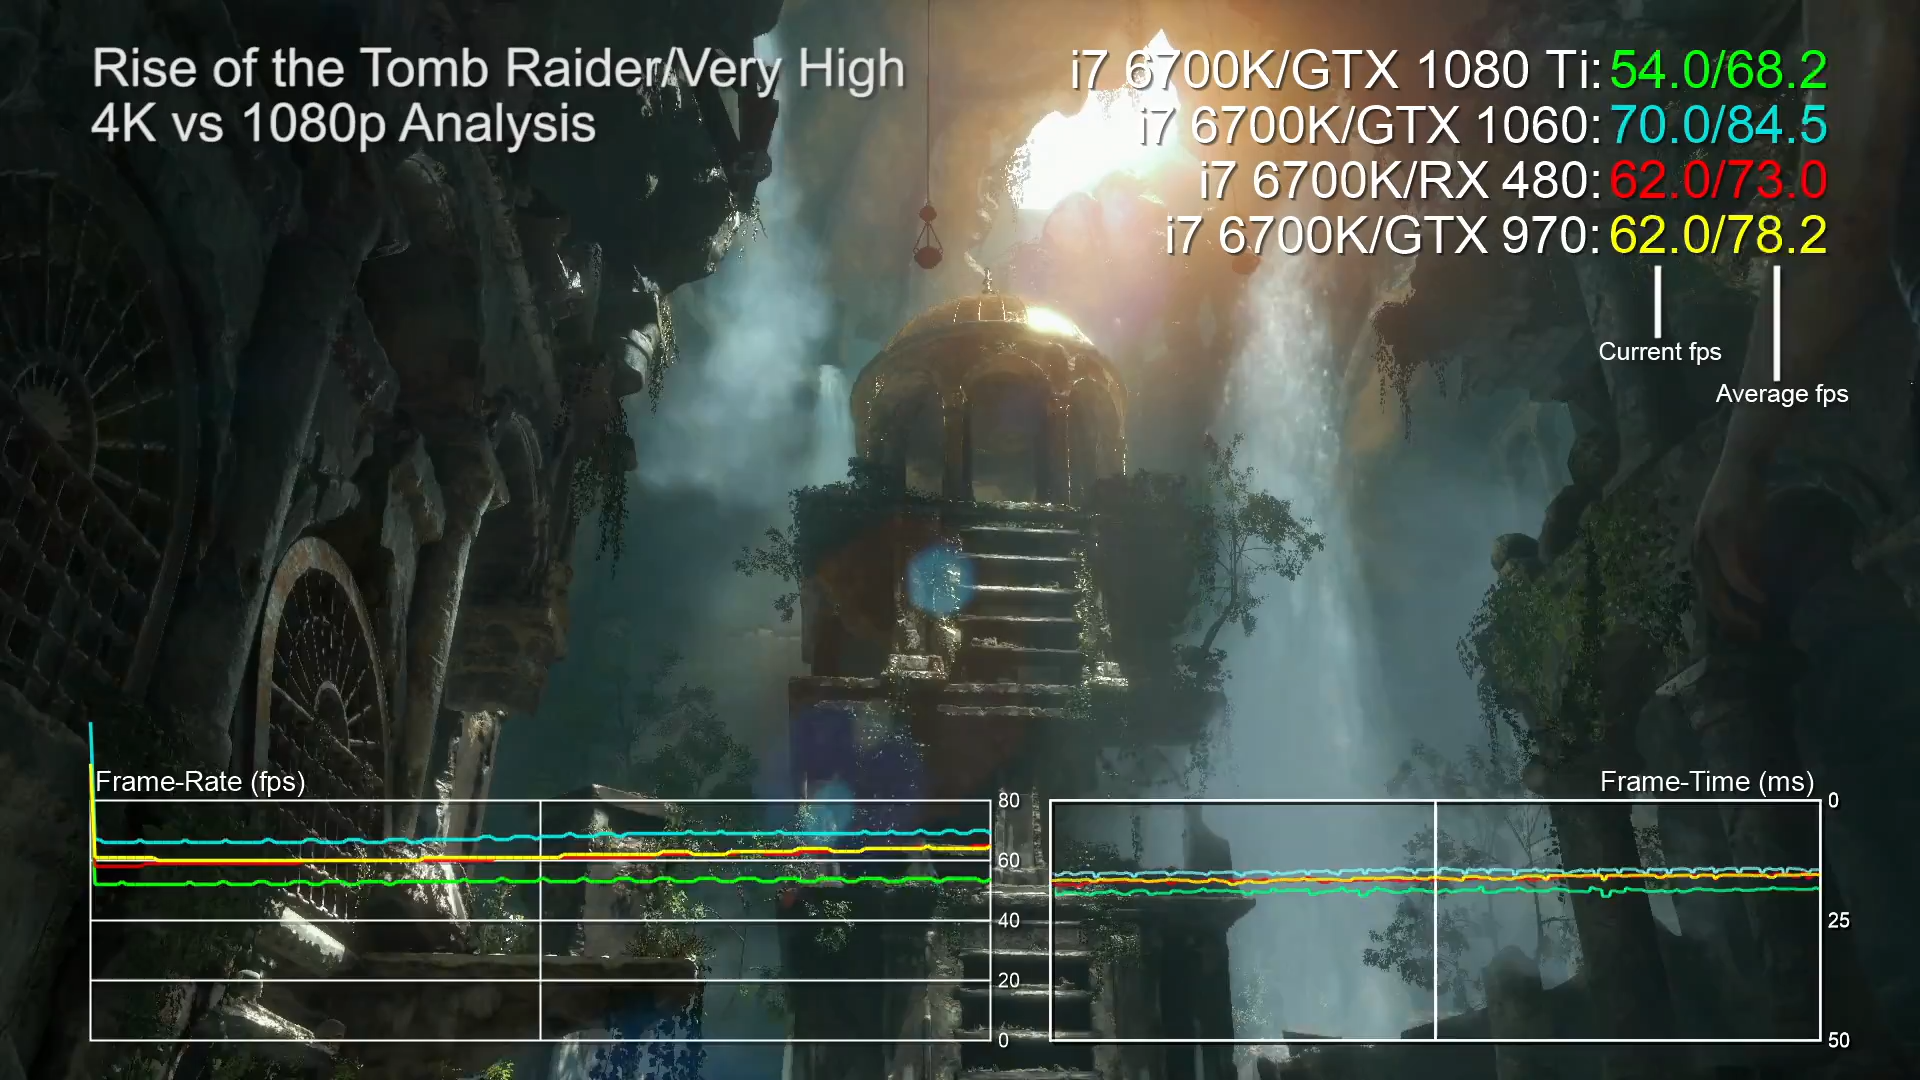 Rise of the Tomb Raider/Very High
4K vs 1080p Analysis
i7 6700K/GTX 1080 Ti: 54.0/68.2
i7 6700K/GTX 1060: 70.0/84.5
i7 6700K/RX 480: 62.0/73.0
i7 6700K/GTX 970: 62.0/78.2
Current fps
Average fps
Frame-Rate (fps)
80
60
40
20
0
Frame-Time (ms)
0
25
50